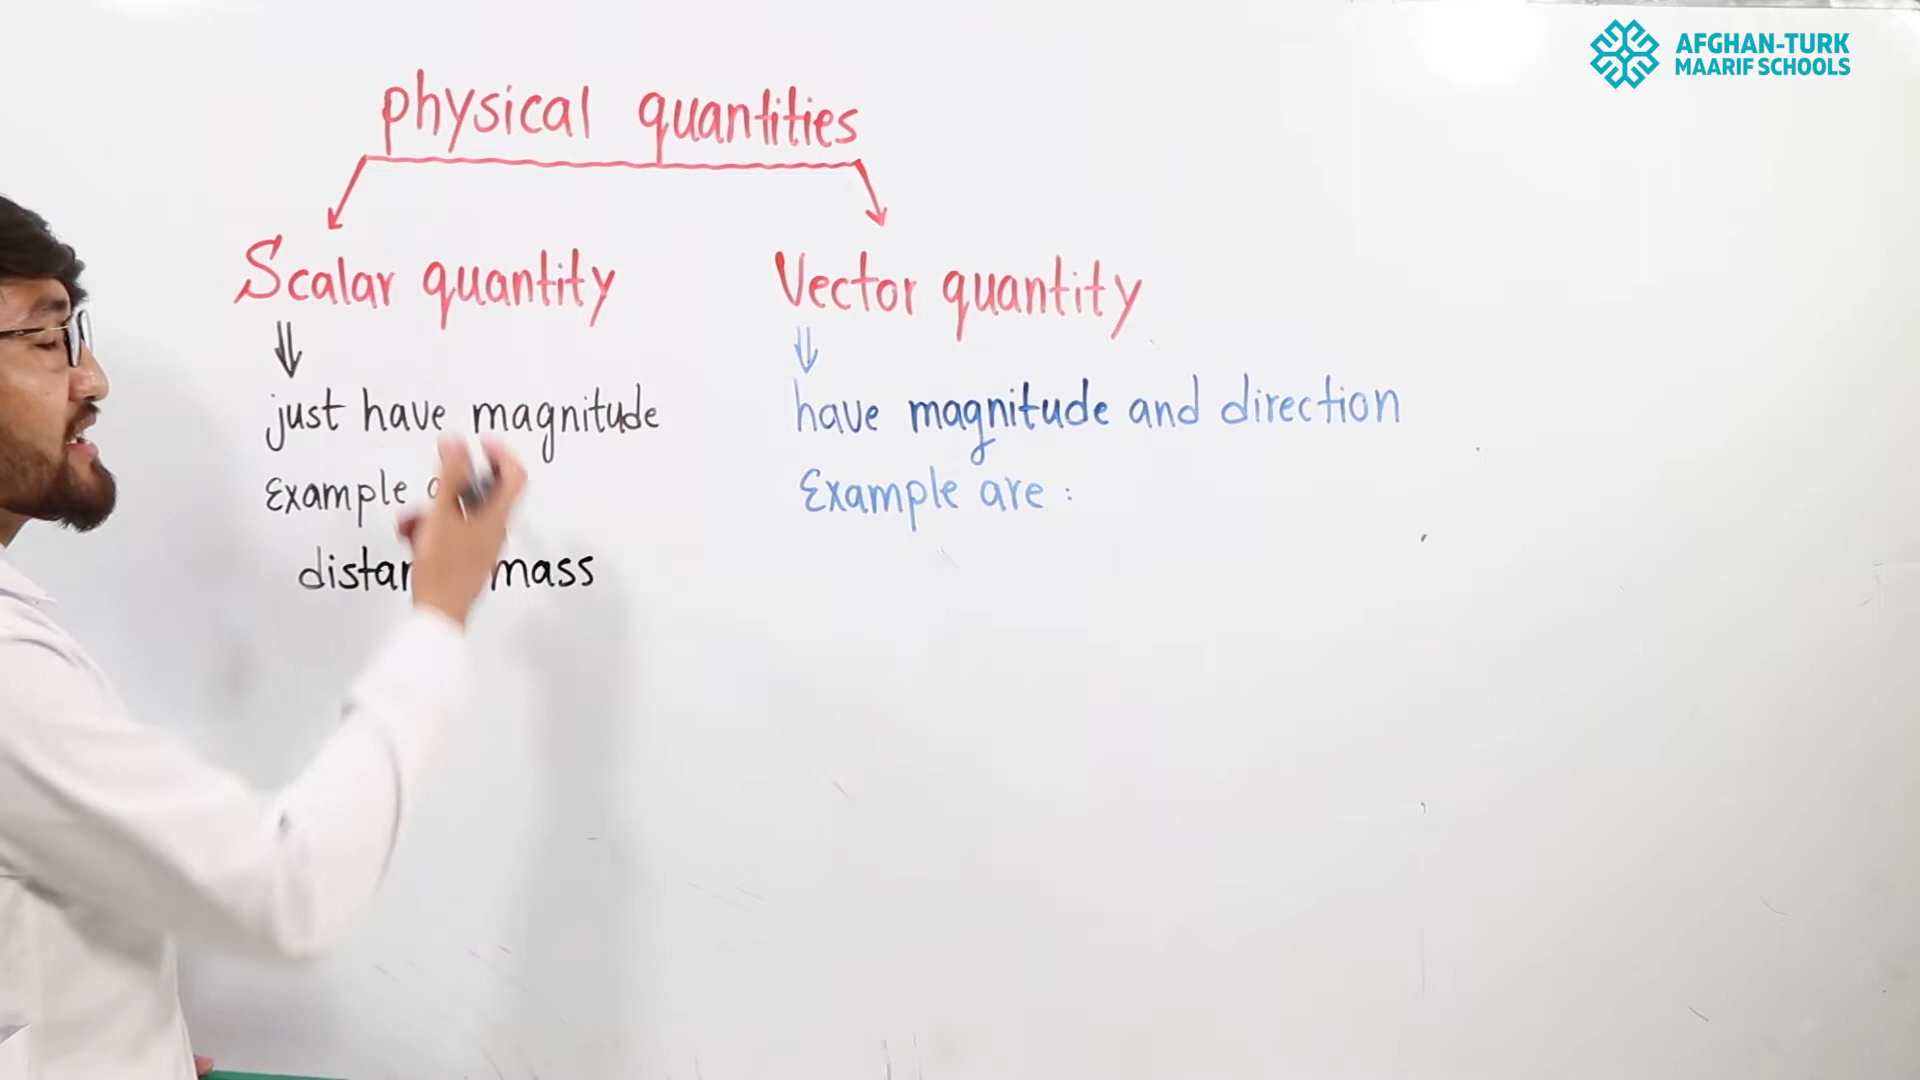 AFGHAN-TURK
MAARIF SCHOOLS
physical quantities
Scalar quantity
just have magnitude
Example
mass
Vector quantity
have magnitude and direction
Example are :